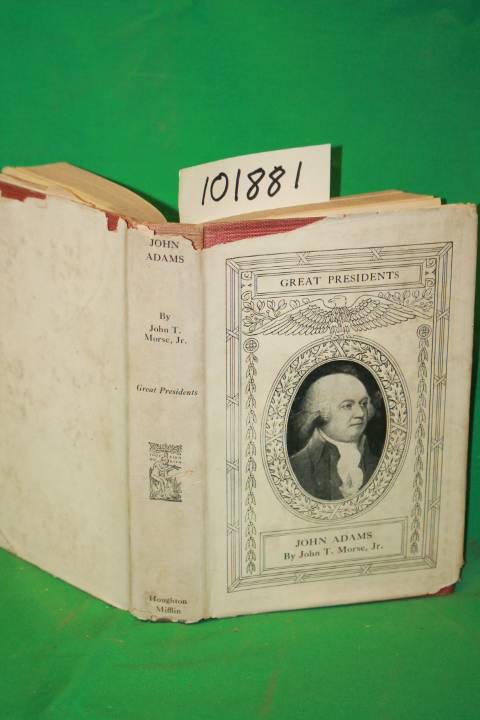 101881
JOHN
ADAMS
By
John T.
Morse, Jr.
Great Presidents
Houghton
Mifflin
GREAT PRESIDENTS
JOHN ADAMS
By John T. Morse, Jr.